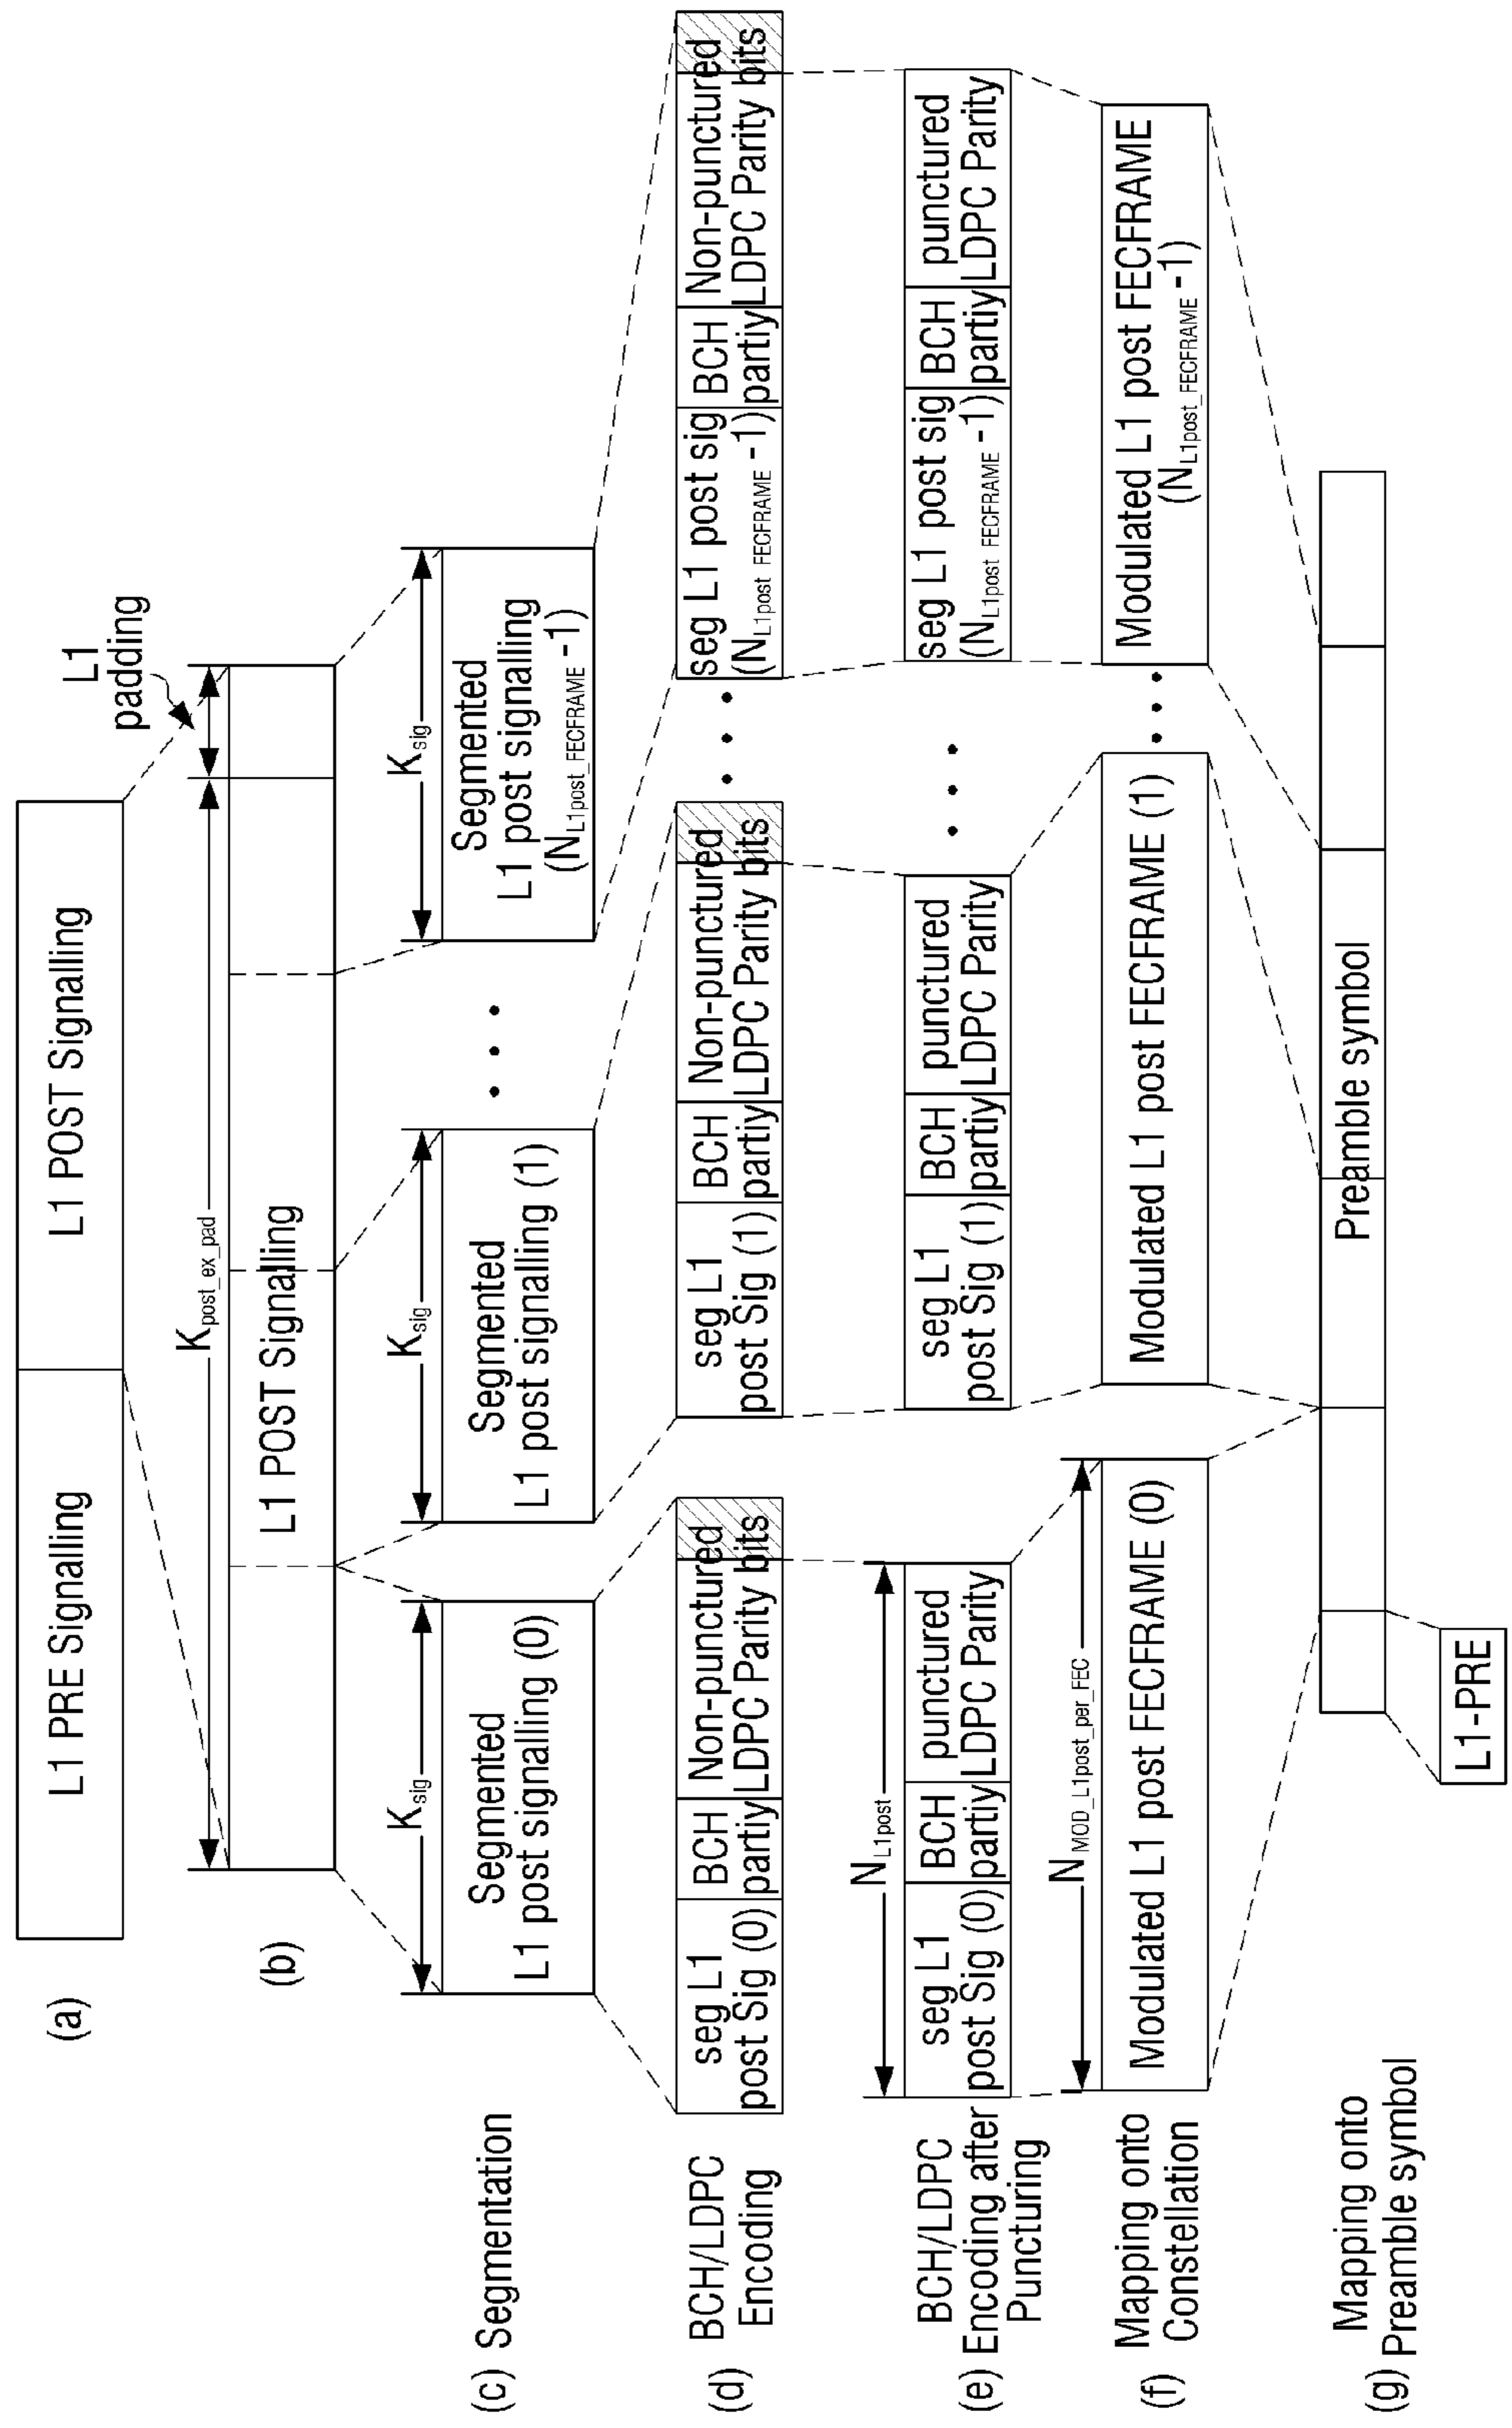 (a)
L1 PRE Signalling
L1 POST Signalling
L1
padding
K_post_ex_pad
(b)
L1 POST Signalling
K_sig
K_sig
K_sig
(c) Segmentation
Segmented
L1 post signalling (0)
Segmented
L1 post signalling (1)
• • •
Segmented
L1 post signalling
(N_L1post_FECFRAME -1)
BCH/LDPC
(d) Encoding
seg L1
post Sig (0)
BCH
partiy
Non-punctured
LDPC Parity bits
seg L1
post Sig (1)
BCH
partiy
Non-punctured
LDPC Parity bits
• • •
seg L1 post sig
(N_L1post FECFRAME -1)
BCH
partiy
Non-punctured
LDPC Parity bits
N_L1post
BCH/LDPC
(e) Encoding after
Puncturing
seg L1
post Sig (0)
BCH
partiy
punctured
LDPC Parity
seg L1
post Sig (1)
BCH
partiy
punctured
LDPC Parity
• • •
seg L1 post sig
(N_L1post FECFRAME -1)
BCH
partiy
punctured
LDPC Parity
N_MOD_L1post_per_FEC
(f) Mapping onto
Constellation
Modulated L1 post FECFRAME (0)
Modulated L1 post FECFRAME (1)
• • •
Modulated L1 post FECFRAME
(N_L1post_FECFRAME -1)
Mapping onto
(g) Preamble symbol
Preamble symbol
L1-PRE